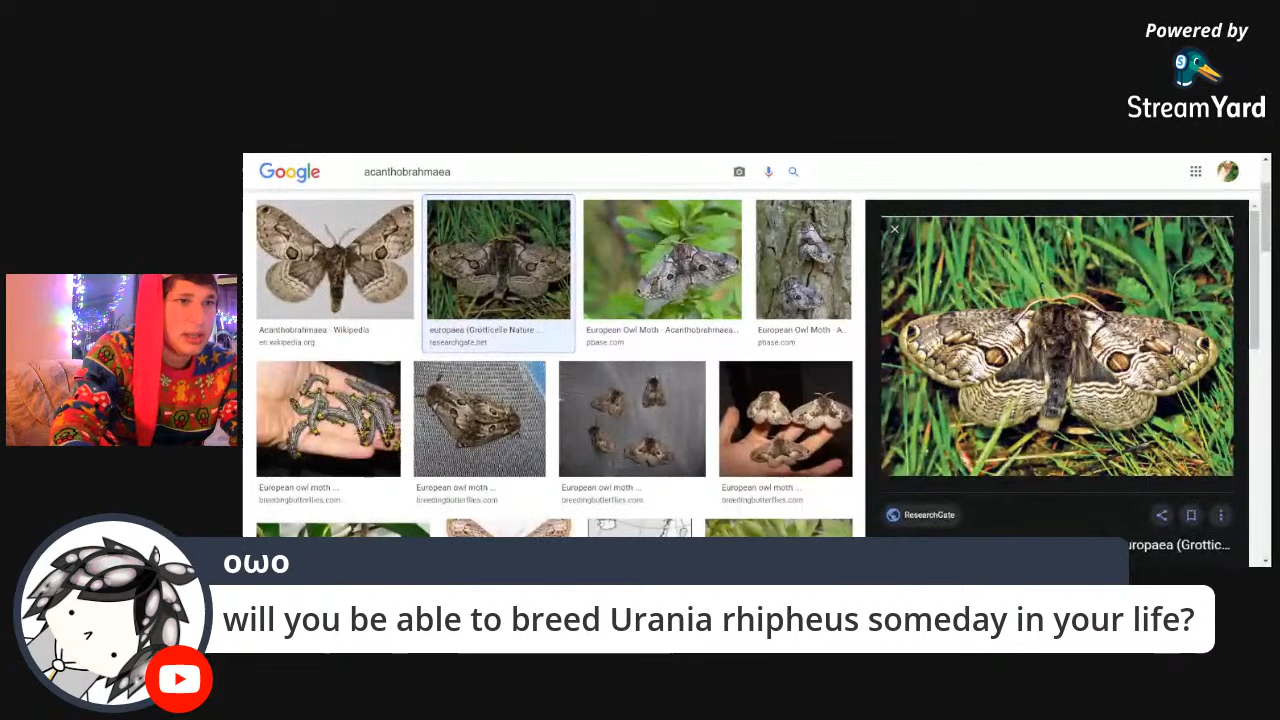 Powered by
StreamYard
Google
acanthobrahmaea
Acanthobrahmaea - Wikipedia
en.wikipedia.org
europaea (Grotticelle Nature ...
researchgate.net
European Owl Moth - Acanthobrahmaea...
pbase.com
European Owl Moth - A...
pbase.com
European owl moth ...
breedingbutterflies.com
European owl moth ...
breedingbutterflies.com
European owl moth ...
breedingbutterflies.com
European owl moth ...
breedingbutterflies.com
ResearchGate
uropaea (Grottic...
οωο
will you be able to breed Urania rhipheus someday in your life?